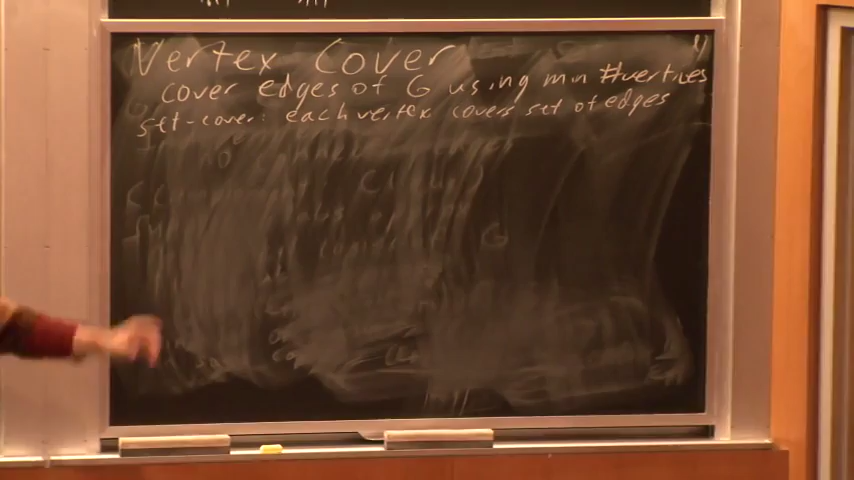 Vertex Cover
cover edges of G using min #vertices
set-cover: each vertex covers set of edges